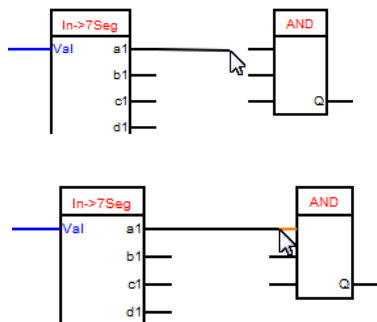 In->7Seg AND
Val a1
b1
c1 Q
d1
In->7Seg AND
Val a1
b1
c1 Q
d1